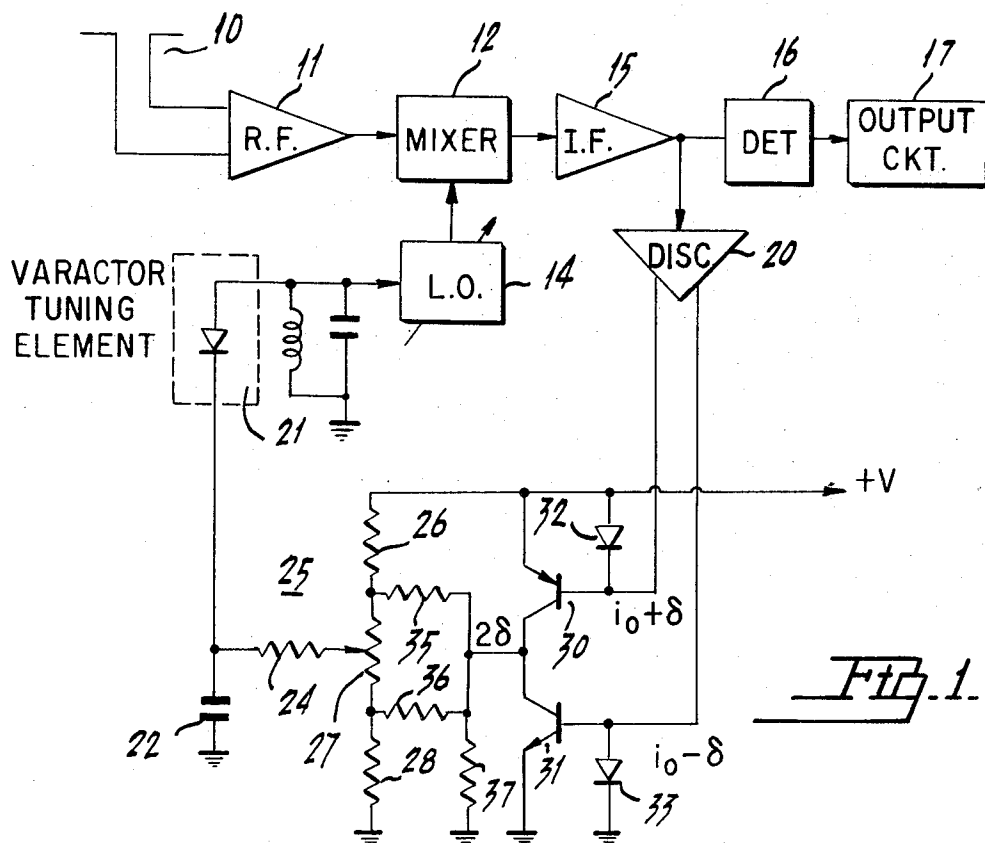 10
11
12
15
16
17
R.F.
MIXER
I.F.
DET
OUTPUT
CKT.
VARACTOR
TUNING
ELEMENT
L.O.
14
DISC
20
21
+V
26
32
25
35
2δ
30
i₀+δ
24
36
27
22
28
37
31
i₀-δ
33
Fig. 1.